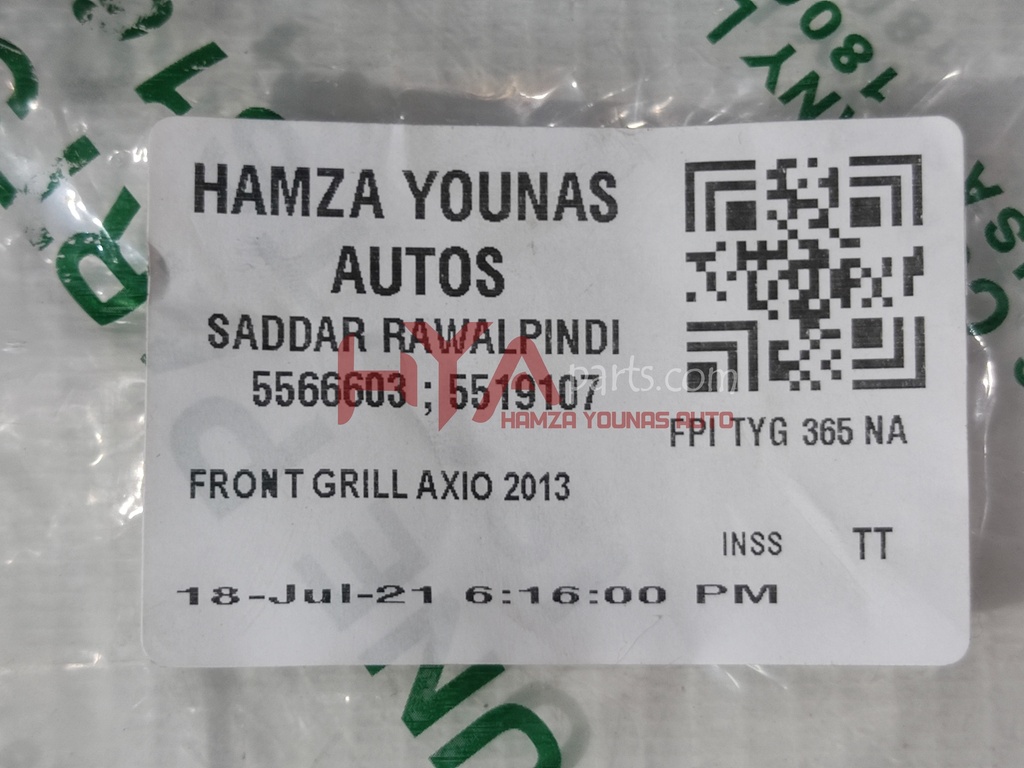 HAMZA YOUNAS
AUTOS
SADDAR RAWALPINDI
5566603 ; 5519107
FPI TYG 365 NA
FRONT GRILL AXIO 2013
INSS TT
18-Jul-21 6:16:00 PM
HYA parts.com
HAMZA YOUNAS AUTO